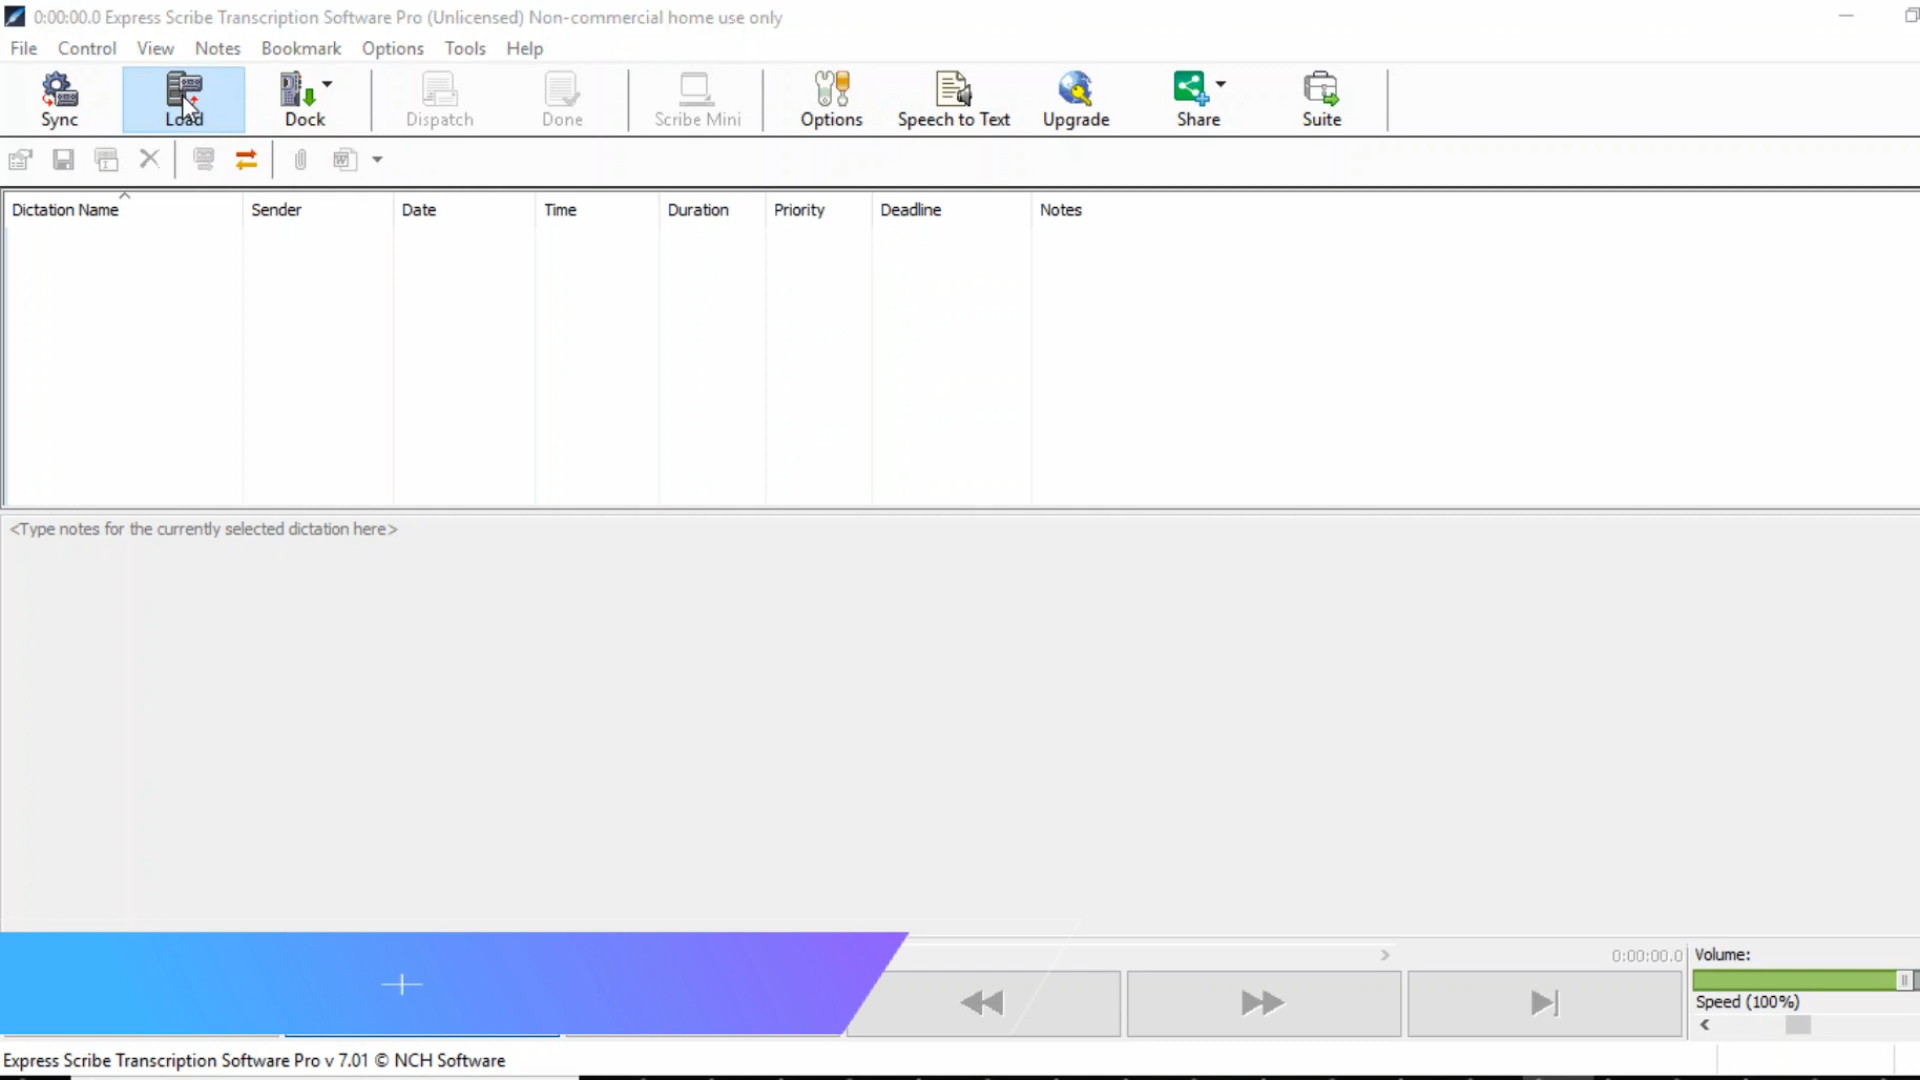 0:00:00.0 Express Scribe Transcription Software Pro (Unlicensed) Non-commercial home use only
File Control View Notes Bookmark Options Tools Help
Sync Load Dock Dispatch Done Scribe Mini Options Speech to Text Upgrade Share Suite
Dictation Name Sender Date Time Duration Priority Deadline Notes
<Type notes for the currently selected dictation here>
0:00:00.0 Volume:
Speed (100%)
Express Scribe Transcription Software Pro v 7.01 © NCH Software